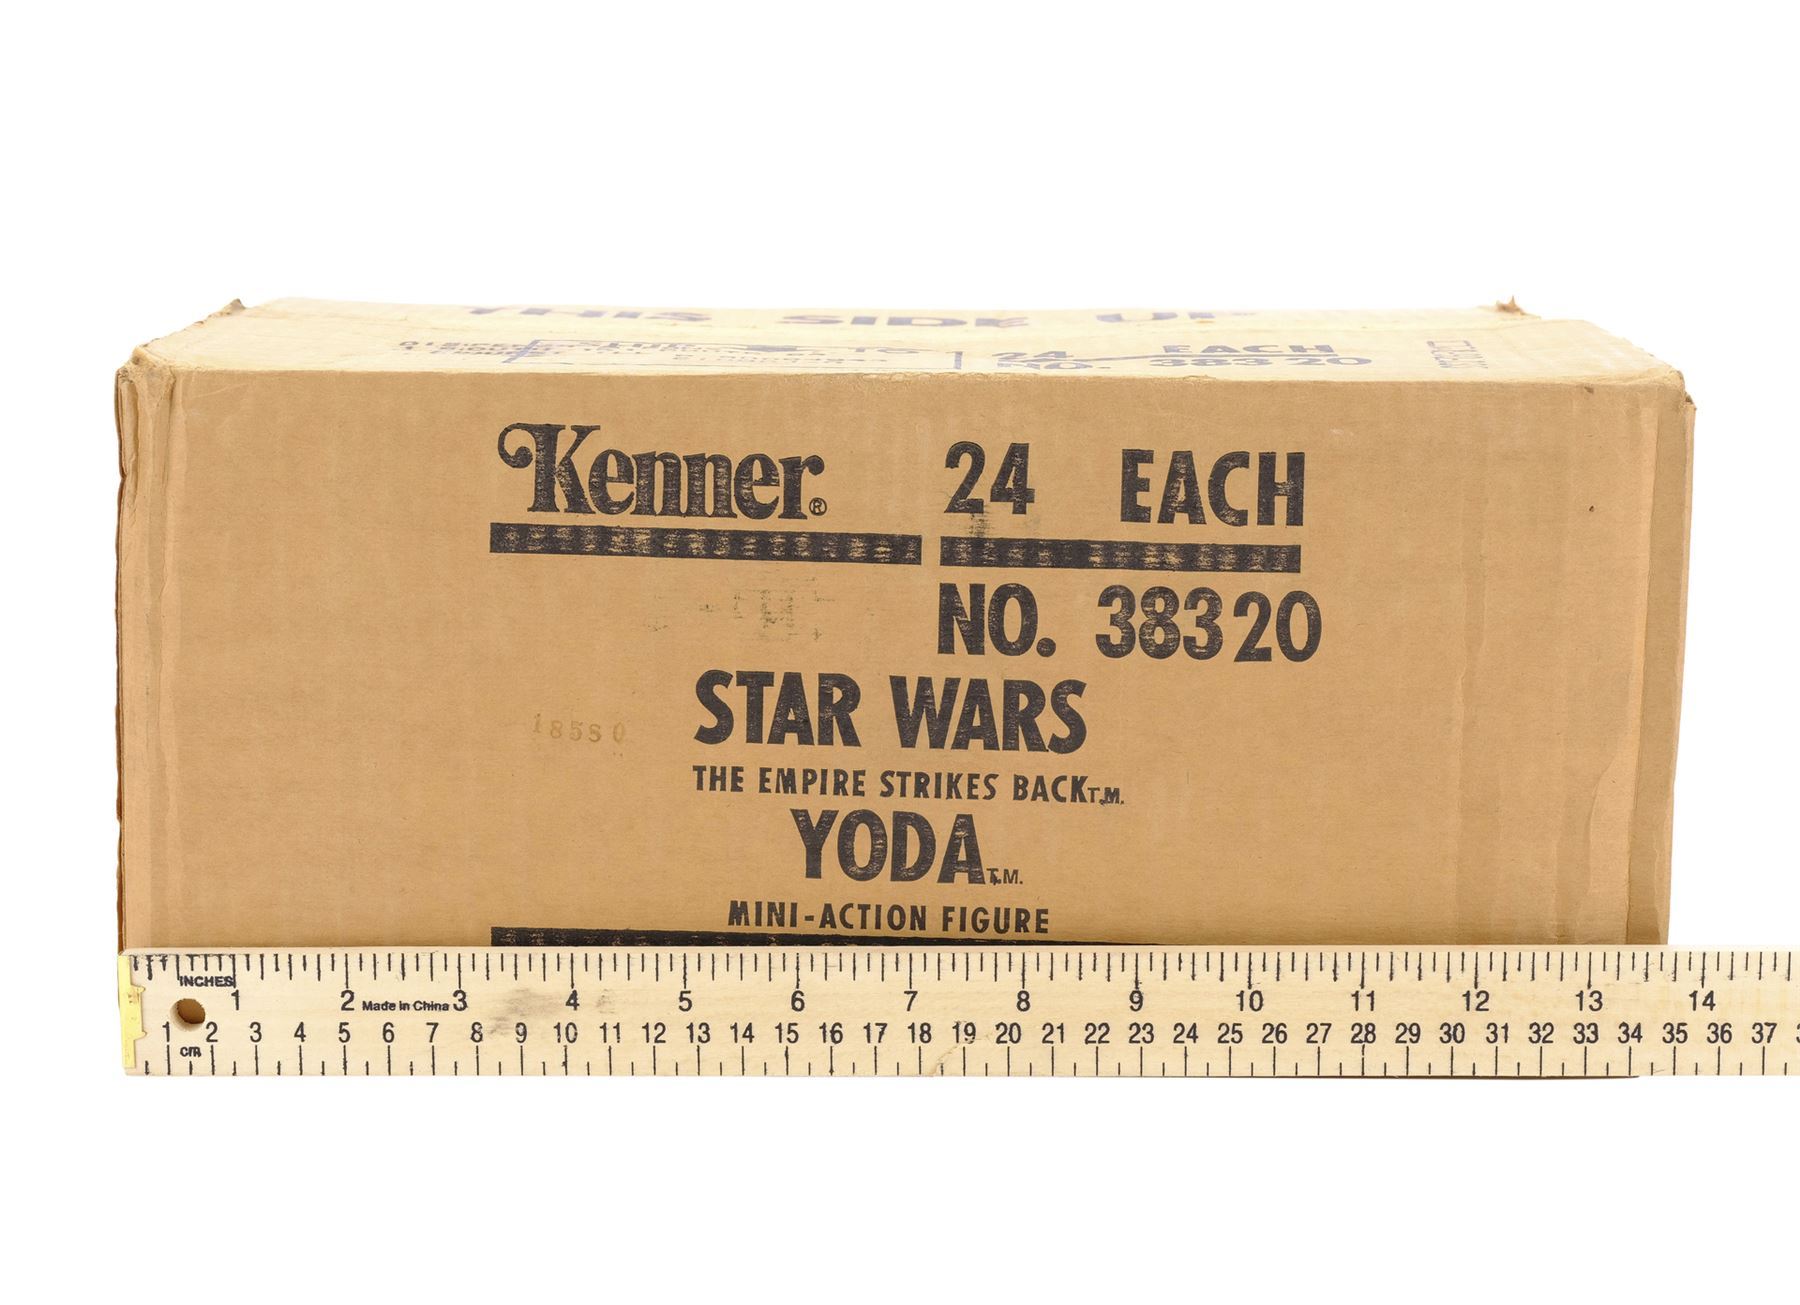 THIS SIDE UP
24 EACH
NO. 38320
Kenner® 24 EACH
NO. 38320
STAR WARS
18580
THE EMPIRE STRIKES BACKT.M.
YODAT.M.
MINI-ACTION FIGURE
INCHES
1 2 Made in China 3 4 5 6 7 8 9 10 11 12 13 14
1 2 3 4 5 6 7 8 9 10 11 12 13 14 15 16 17 18 19 20 21 22 23 24 25 26 27 28 29 30 31 32 33 34 35 36 37
cm